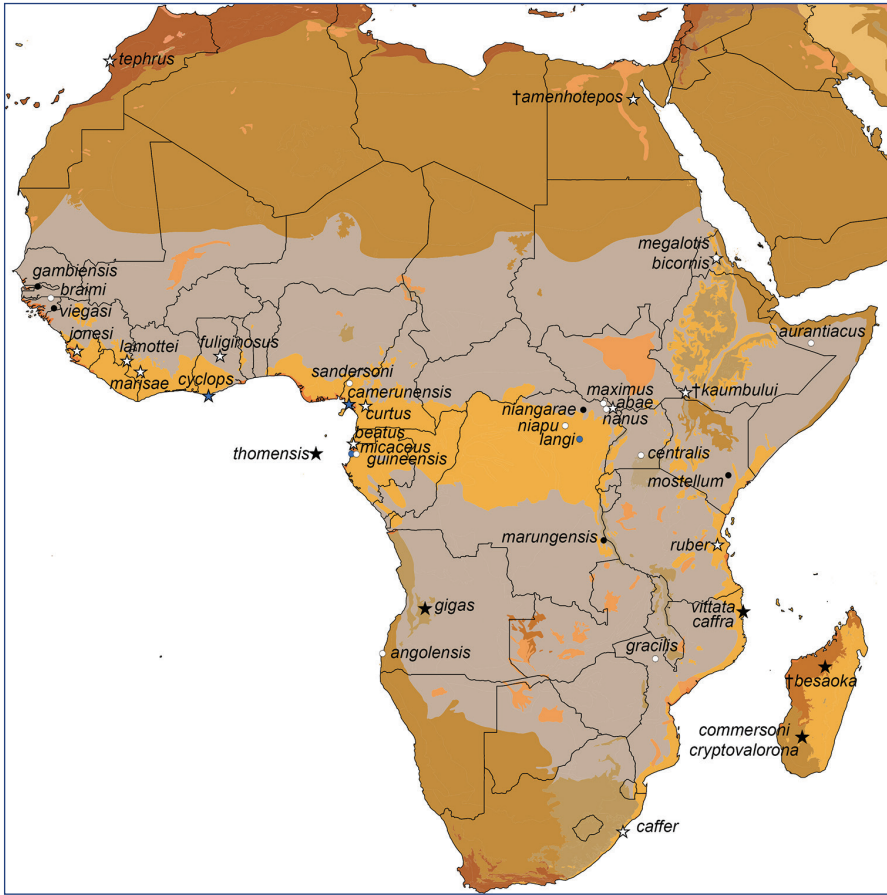 tephrus
†amenhotepos
megalotis
bicornis
gambiensis
braimi
viegasi
jonesi
lamottei
fuliginosus
marisae
cyclops
aurantiacus
sandersoni
camerunensis
curtus
maximus
abae
nanus
†kaumbului
niangarae
niapu
langi
beatus
micaceus
guineensis
thomensis
centralis
mostellum
marungensis
ruber
gigas
vittata
caffra
angolensis
gracilis
†besaoka
commersoni
cryptovalorona
caffer